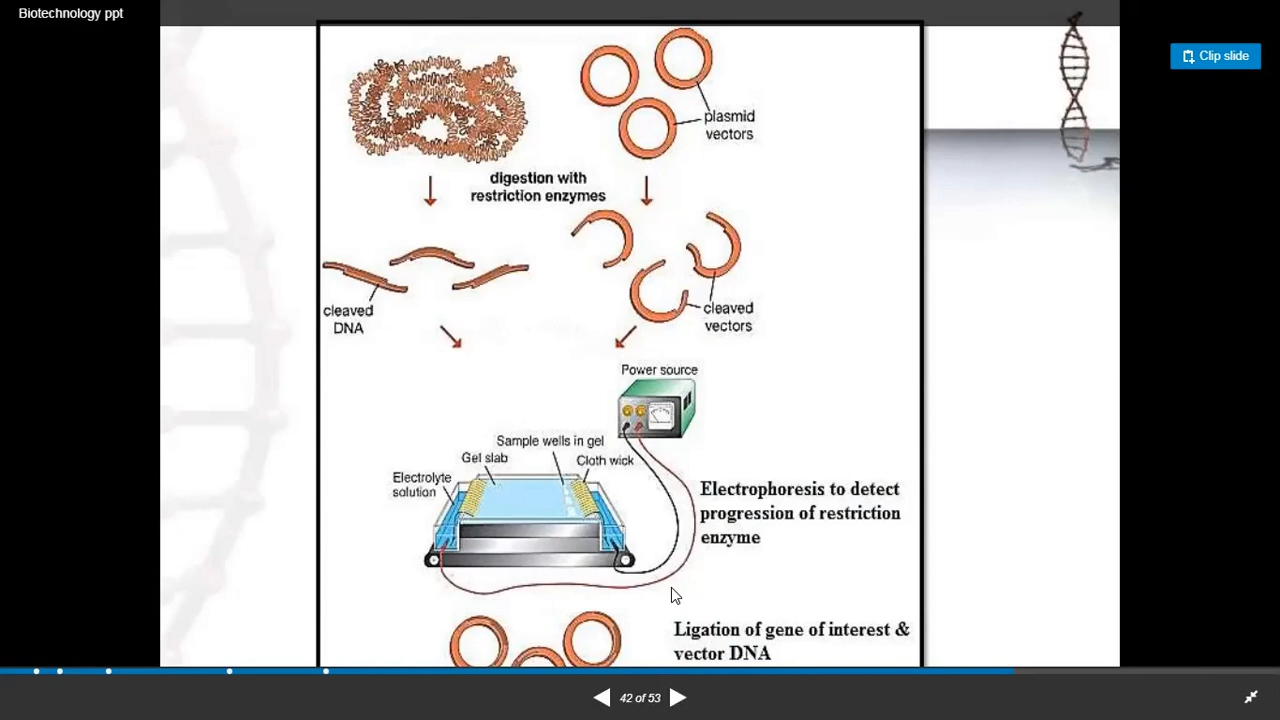 Biotechnology ppt
Clip slide
plasmid
vectors
digestion with
restriction enzymes
cleaved
DNA
cleaved
vectors
Power source
Sample wells in gel
Gel slab
Cloth wick
Electrolyte
solution
Electrophoresis to detect
progression of restriction
enzyme
Ligation of gene of interest &
vector DNA
42 of 53